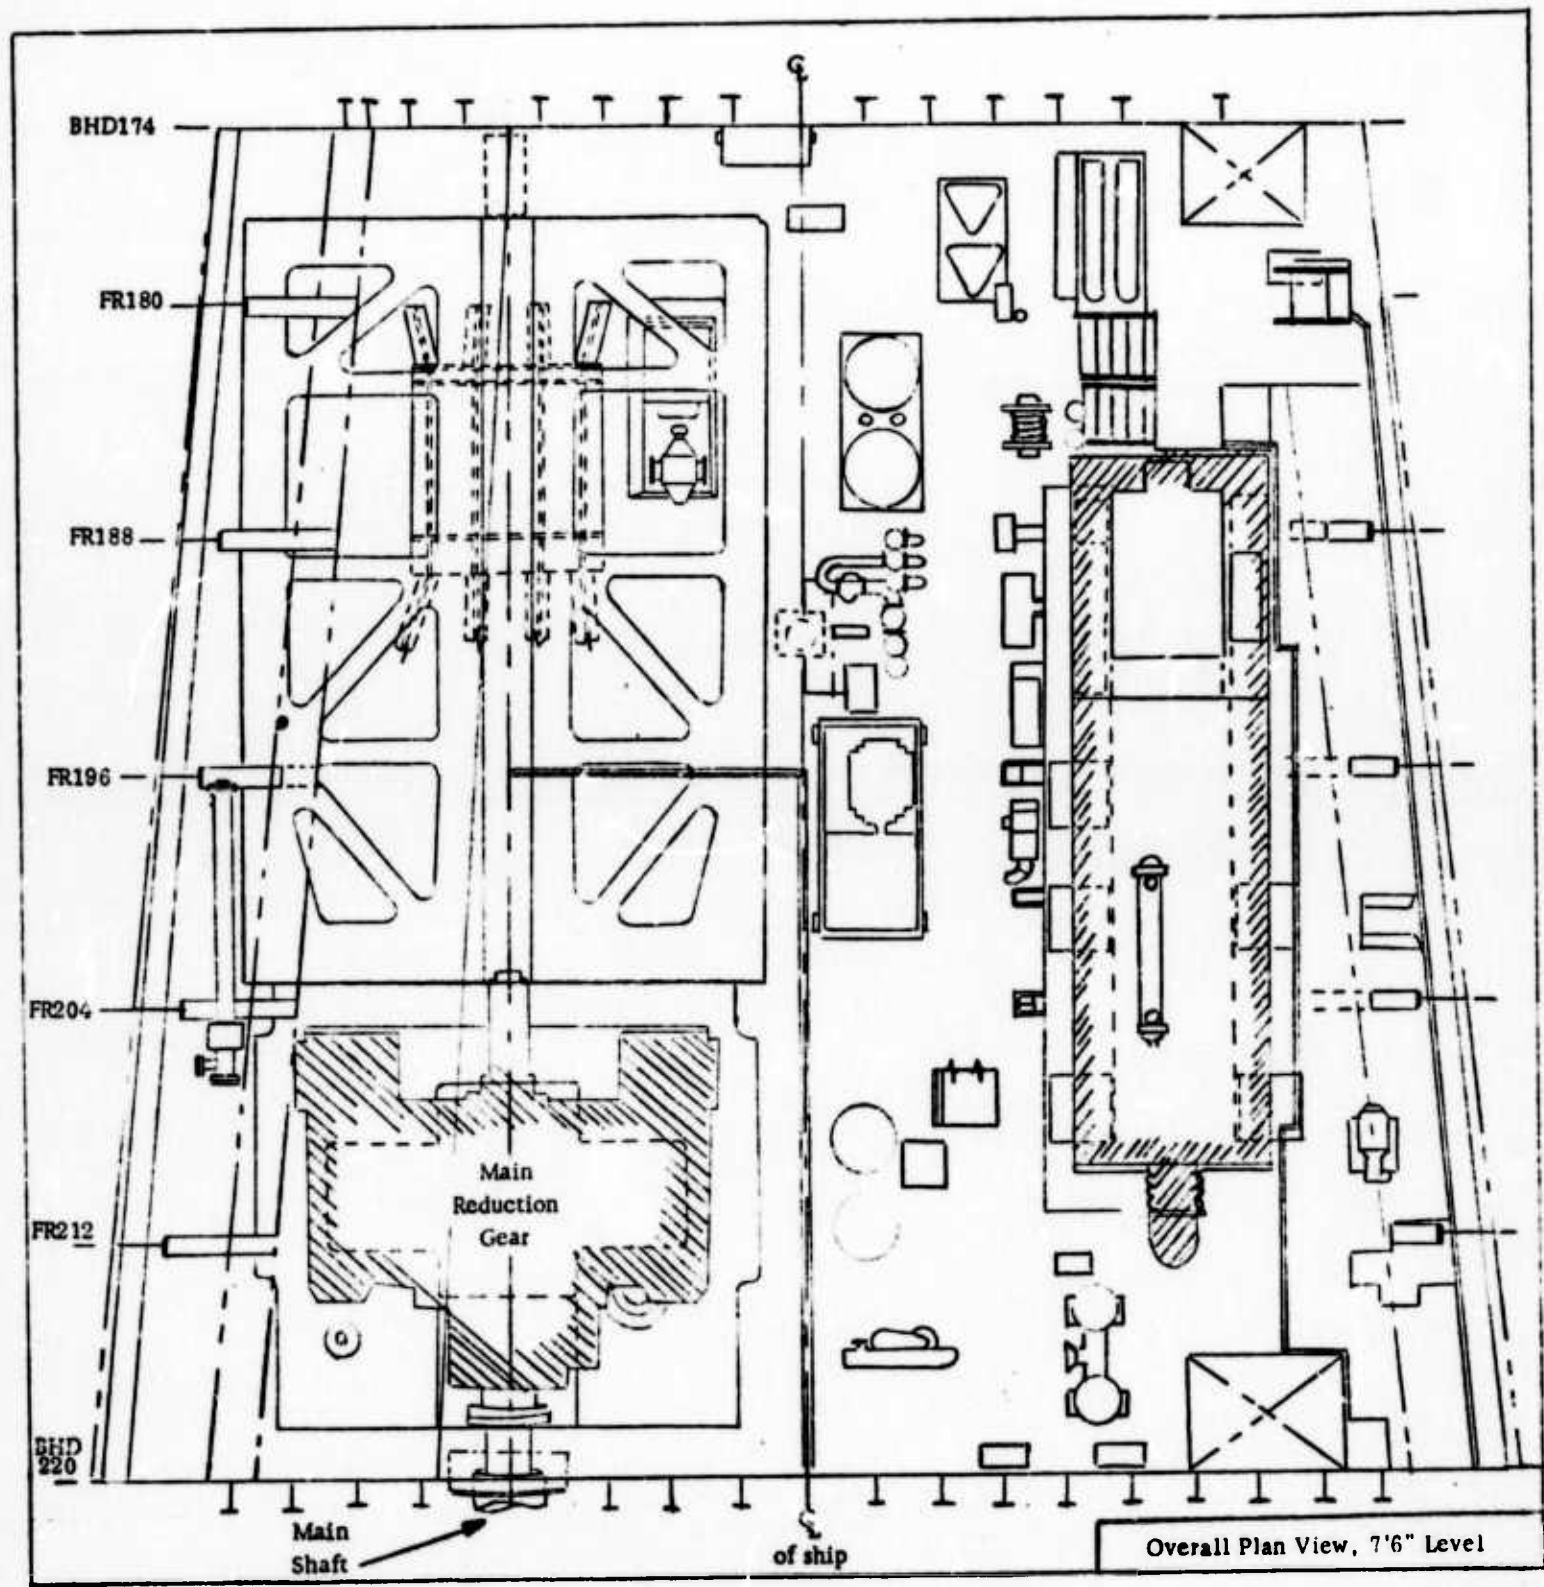 ℄
BHD174
FR180
FR188
FR196
FR204
Main
Reduction
Gear
FR212
BHD
220
Main
Shaft
℄
of ship
Overall Plan View, 7'6" Level